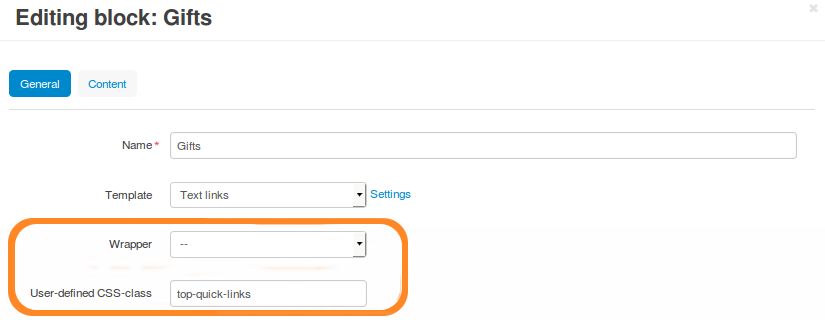 Editing block: Gifts
General Content
Name * Gifts
Template Text links Settings
Wrapper --
User-defined CSS-class top-quick-links